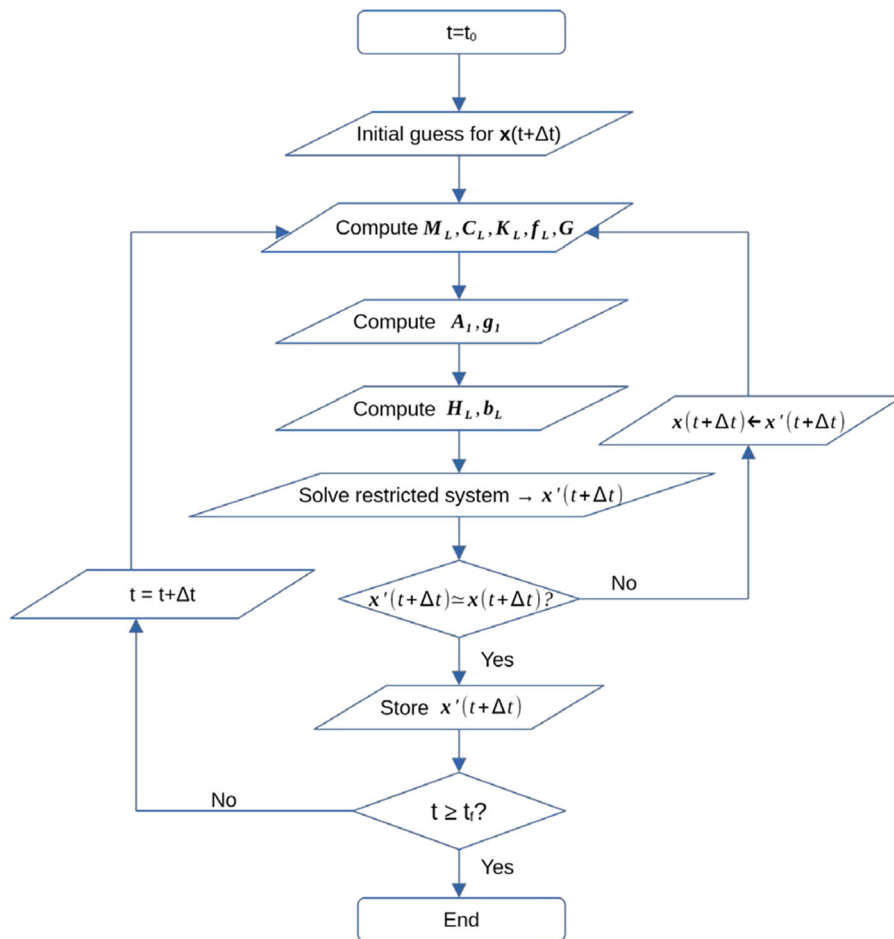 t=t₀
Initial guess for x(t+Δt)
Compute M_L, C_L, K_L, f_L, G
Compute A_1, g_1
Compute H_L, b_L
x(t+Δt)←x'(t+Δt)
Solve restricted system → x'(t+Δt)
t = t+Δt
x'(t+Δt)≃x(t+Δt)?
No
Yes
Store x'(t+Δt)
No
t ≥ t_f?
Yes
End